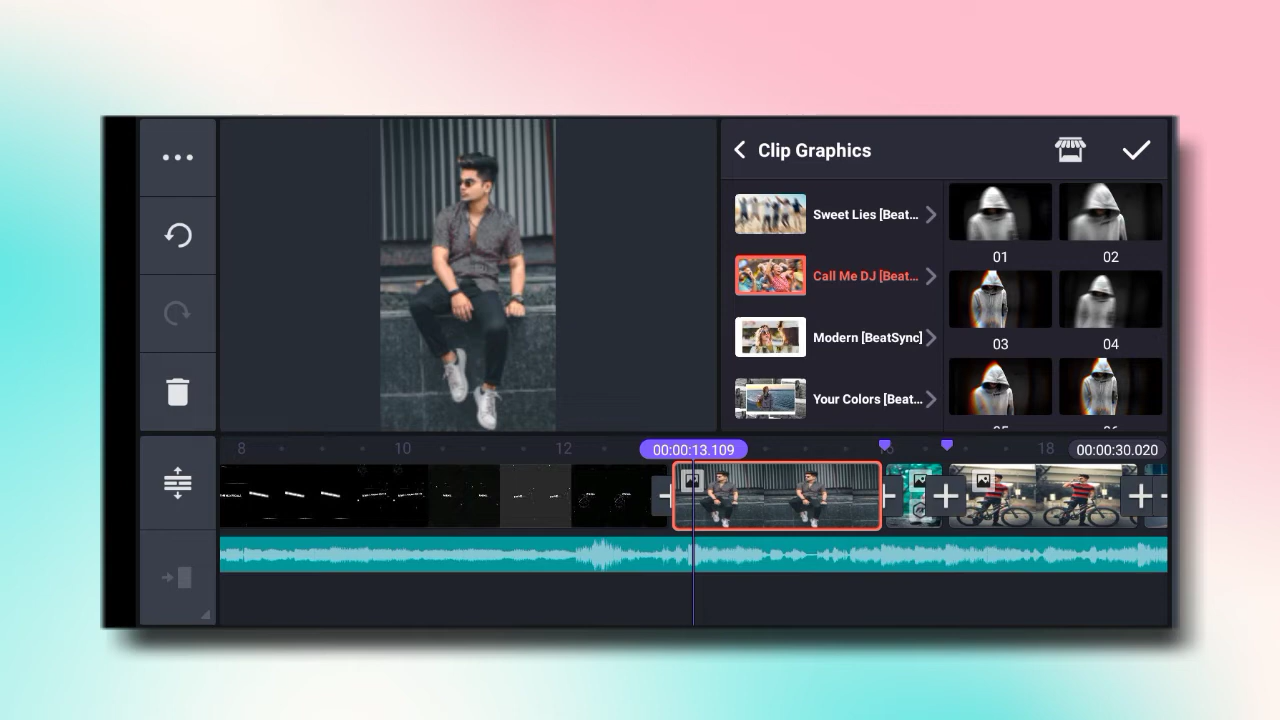 Clip Graphics
Sweet Lies [Beat...
Call Me DJ [Beat...
Modern [BeatSync]
Your Colors [Beat...
01
02
03
04
8
10
12
00:00:13.109
18
00:00:30.020